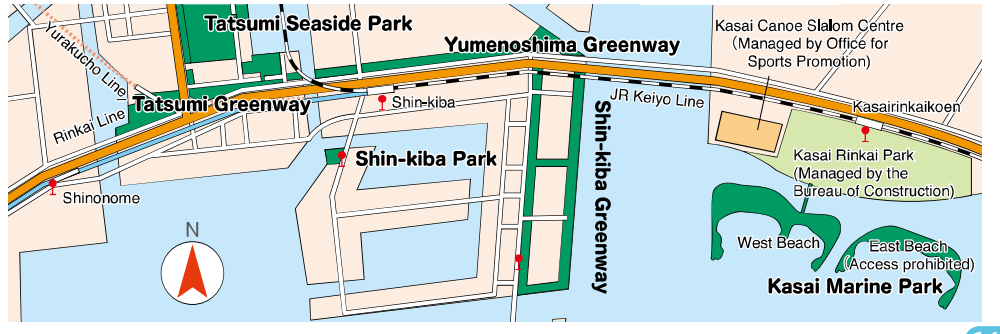 Tatsumi Seaside Park
Yumenoshima Greenway
Kasai Canoe Slalom Centre
(Managed by Office for
Sports Promotion)
Yurakucho Line
Tatsumi Greenway
Rinkai Line
Shin-kiba
JR Keiyo Line
Kasairinkaikoen
Shin-kiba Park
Shin-kiba Greenway
Kasai Rinkai Park
(Managed by the
Bureau of Construction)
Shinonome
N
West Beach
East Beach
(Access prohibited)
Kasai Marine Park